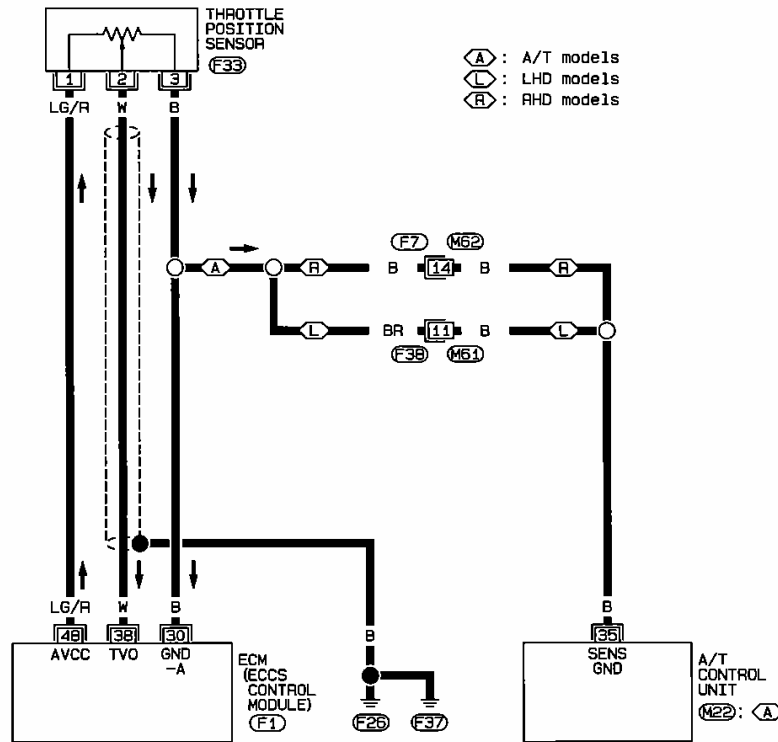 THROTTLE
POSITION
SENSOR
F33
1 2 3
LG/R W B
A : A/T models
L : LHD models
R : RHD models
F7 M62
A R B 14 B R
L BR 11 B L
F38 M61
LG/R W B
B
B
48 38 30
AVCC TVO GND
-A
ECM
(ECCS
CONTROL
MODULE)
F1
F26 F37
35
SENS
GND
A/T
CONTROL
UNIT
M22 : A